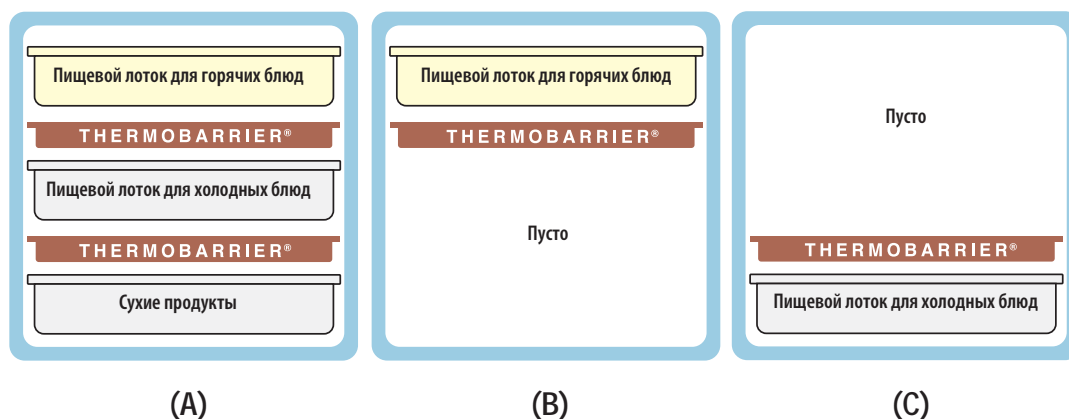 Пищевой лоток для горячих блюд
THERMOBARRIER®
Пищевой лоток для холодных блюд
THERMOBARRIER®
Сухие продукты
(A)
Пищевой лоток для горячих блюд
THERMOBARRIER®
Пусто
(B)
Пусто
THERMOBARRIER®
Пищевой лоток для холодных блюд
(C)